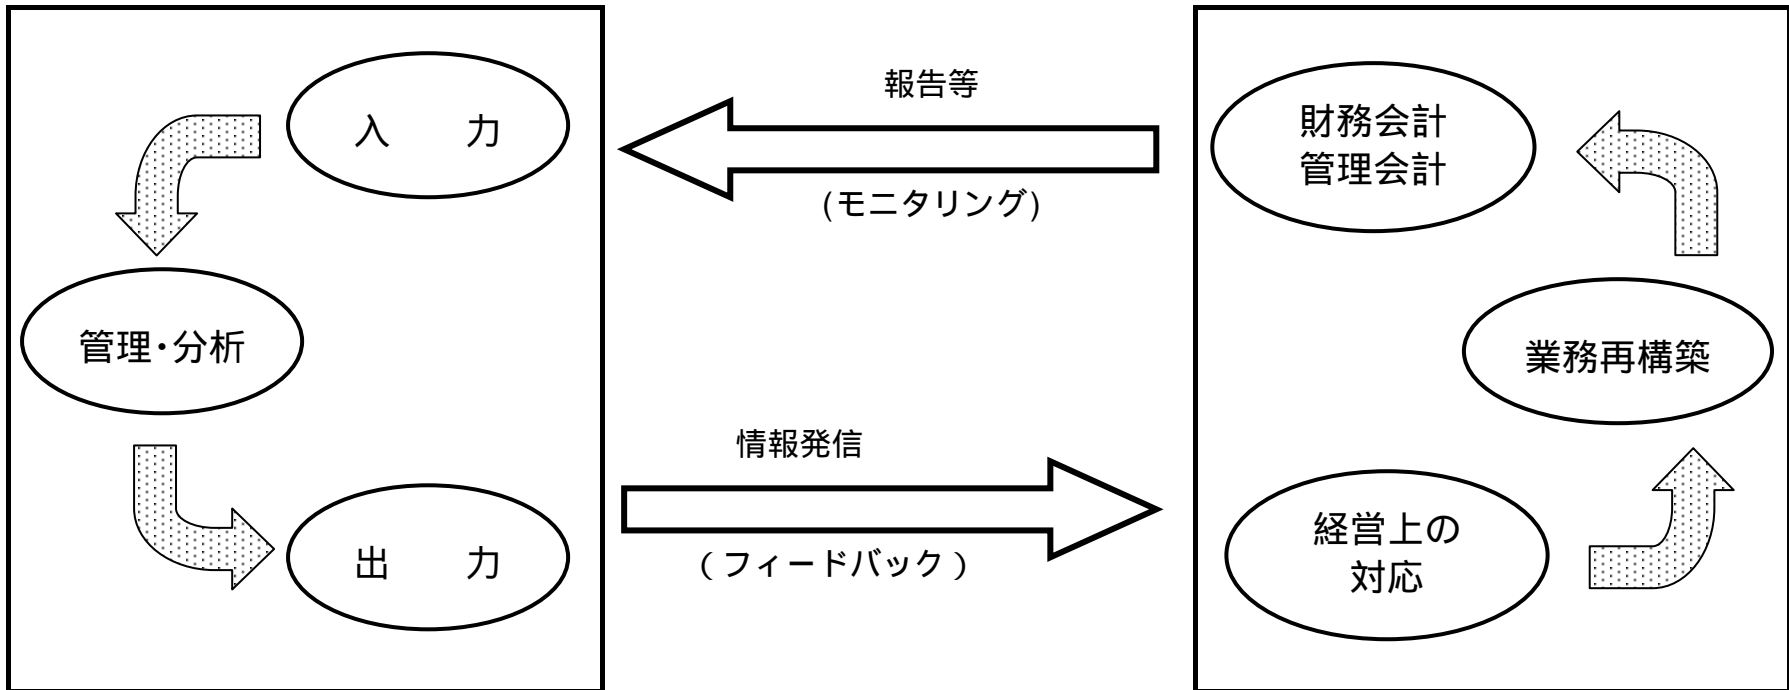 入　　力
管理・分析
出　　力
報告等
(モニタリング)
情報発信
（フィードバック）
財務会計
管理会計
業務再構築
経営上の
対応